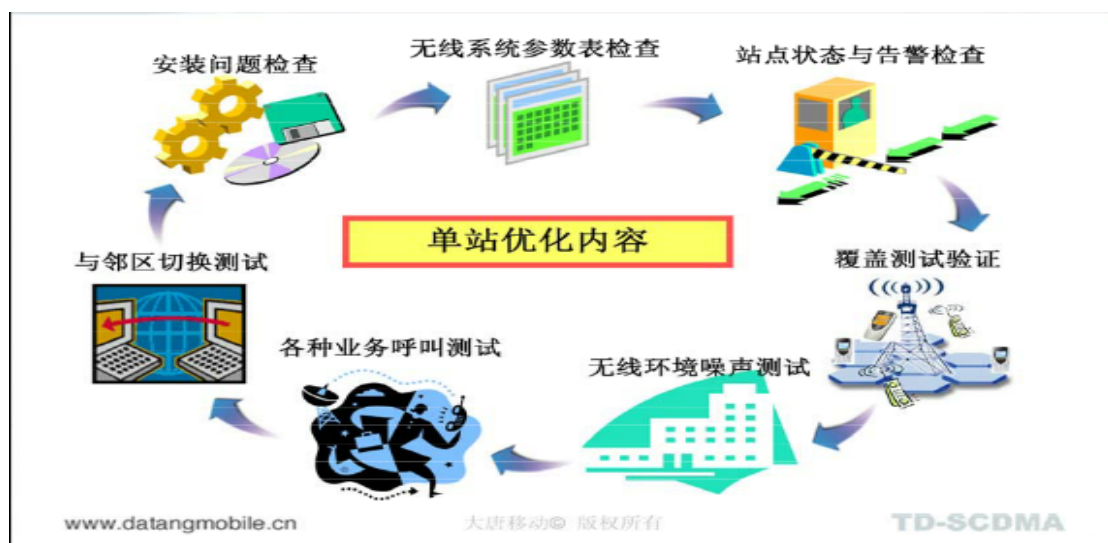 无线系统参数表检查
站点状态与告警检查
安装问题检查
单站优化内容
与邻区切换测试
覆盖测试验证
各种业务呼叫测试
无线环境噪声测试
www.datangmobile.cn
大唐移动© 版权所有
TD-SCDMA